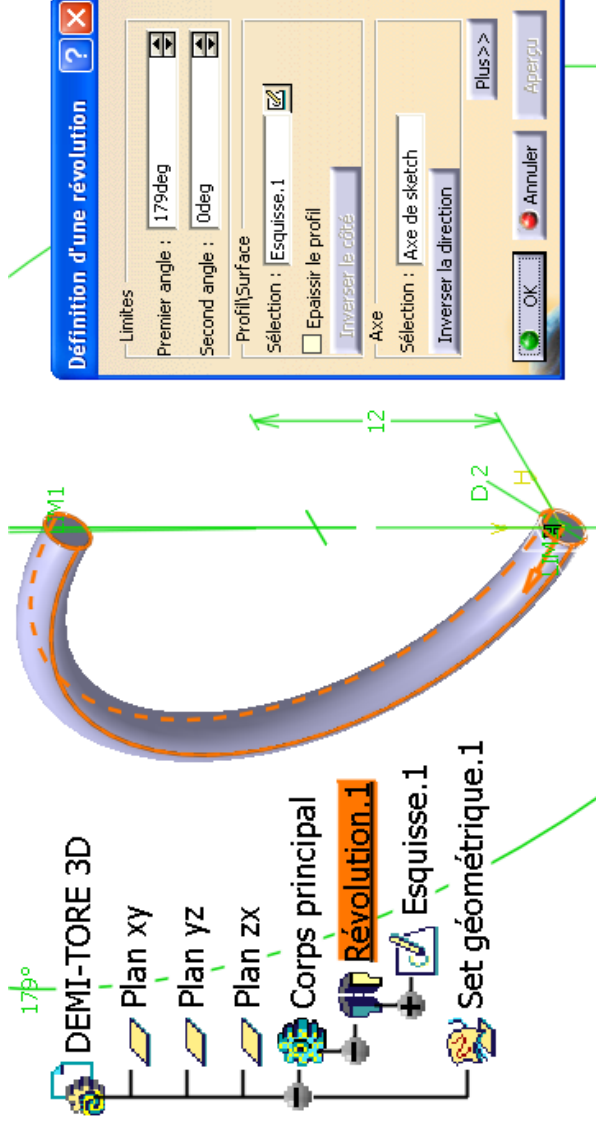 179°
DEMI-TORE 3D
Plan xy
Plan yz
Plan zx
Corps principal
Révolution.1
Esquisse.1
Set géométrique.1
12
D 2
H
V
Définition d'une révolution
Limites
Premier angle : 179deg
Second angle : 0deg
Profil\Surface
Sélection : Esquisse.1
Epaissir le profil
Inverser le côté
Axe
Sélection : Axe de sketch
Inverser la direction
Plus>>
OK
Annuler
Aperçu